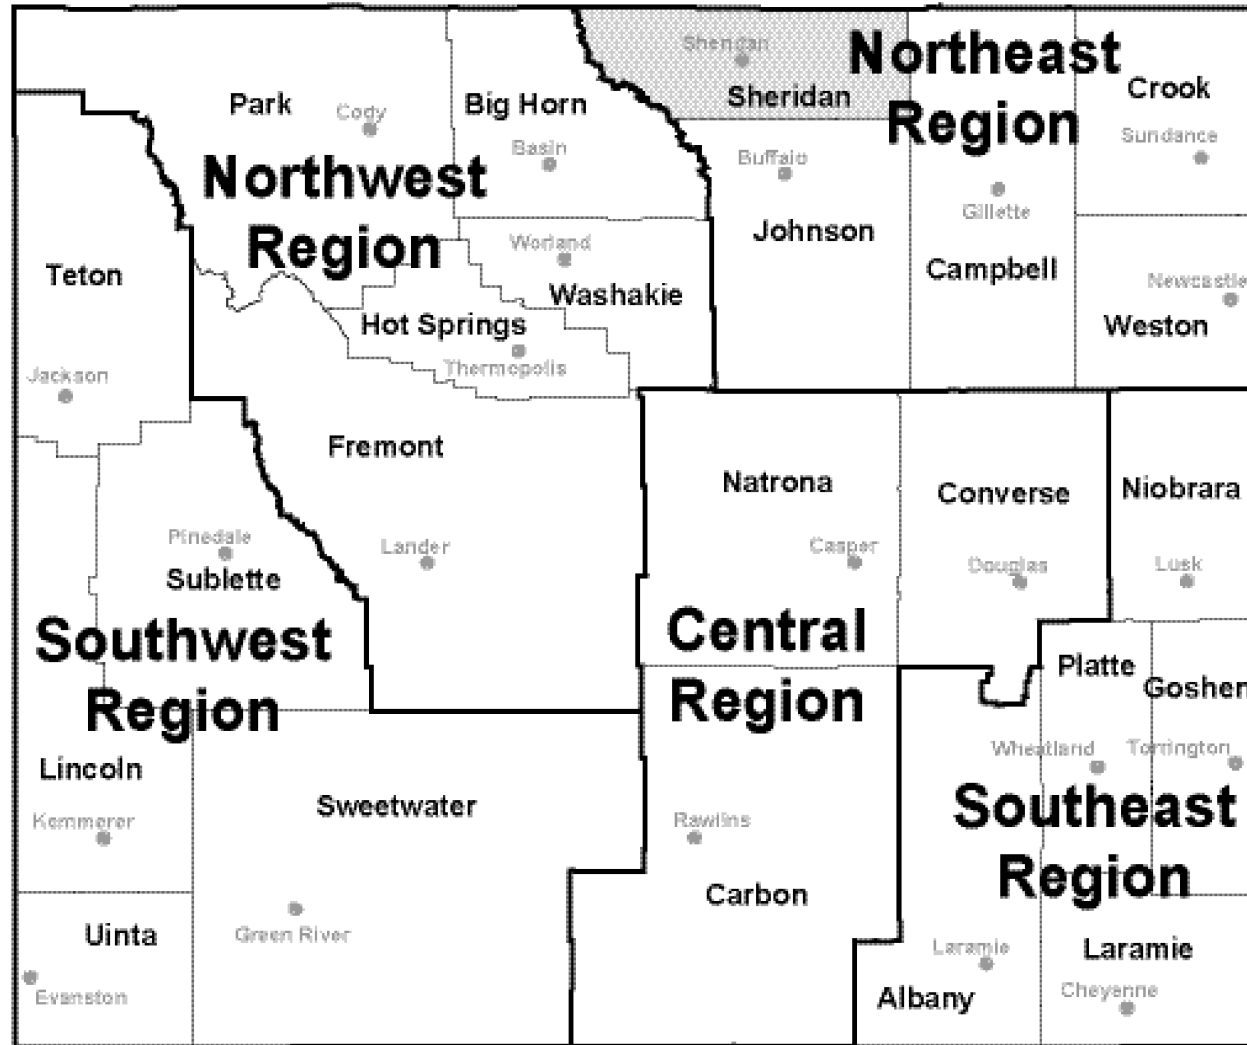 Sheridan
Sheridan
Northeast
Region
Crook
Sundance
Park
Cody
Big Horn
Basin
Northwest
Region
Buffalo
Johnson
Gillette
Campbell
Newcastle
Weston
Teton
Jackson
Worland
Washakie
Hot Springs
Thermopolis
Fremont
Lander
Natrona
Casper
Converse
Douglas
Niobrara
Lusk
Pinedale
Sublette
Southwest
Region
Central
Region
Platte
Goshen
Wheatland
Torrington
Southeast
Region
Lincoln
Kemmerer
Sweetwater
Green River
Uinta
Evanston
Rawlins
Carbon
Laramie
Albany
Laramie
Cheyenne